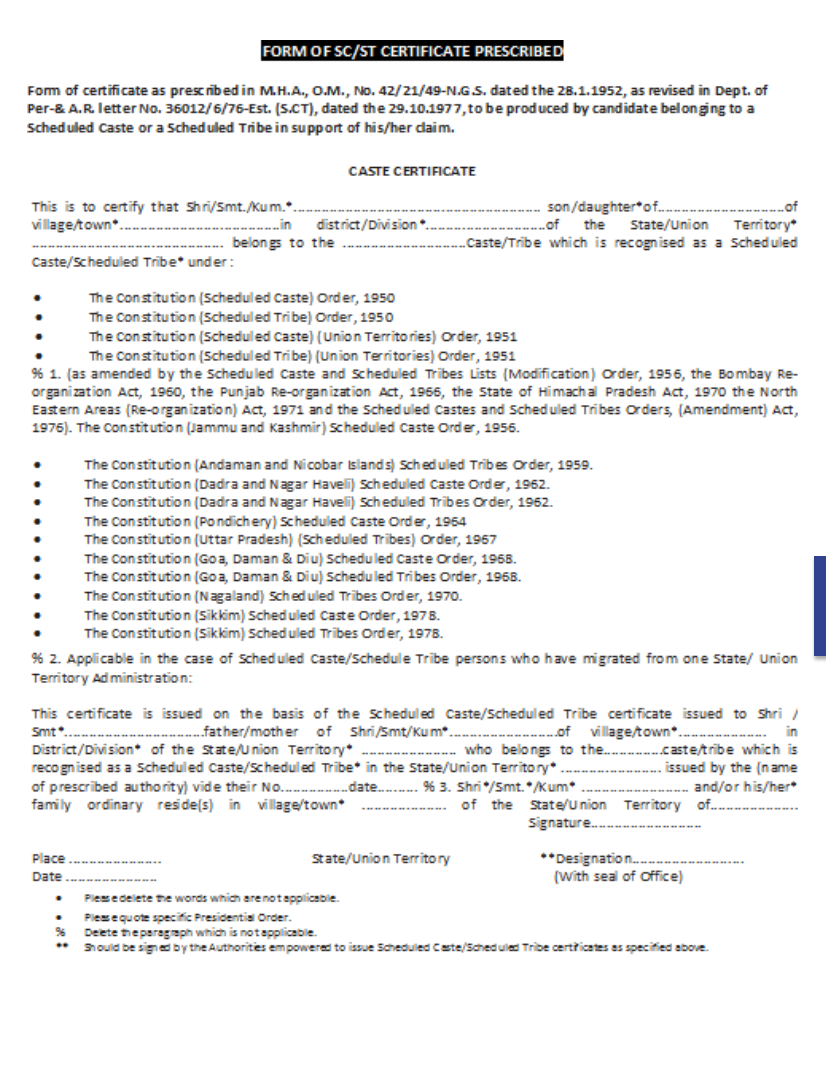 FORM OF SC/ST CERTIFICATE PRESCRIBED
Form of certificate as prescribed in M.H.A., O.M., No. 42/21/49-N.G.S. dated the 28.1.1952, as revised in Dept. of
Per-& A.R. letter No. 36012/6/76-Est. (S.CT), dated the 29.10.1977, to be produced by candidate belonging to a
Scheduled Caste or a Scheduled Tribe in support of his/her claim.
CASTE CERTIFICATE
This is to certify that Shri/Smt./Kum.*.............................................................. son/daughter*of................................of
village/town*........................................in district/Division*..............................of the State/Union Territory*
................................................ belongs to the ...............................Caste/Tribe which is recognised as a Scheduled
Caste/Scheduled Tribe* under :
• The Constitution (Scheduled Caste) Order, 1950
• The Constitution (Scheduled Tribe) Order, 1950
• The Constitution (Scheduled Caste) (Union Territories) Order, 1951
• The Constitution (Scheduled Tribe) (Union Territories) Order, 1951
% 1. (as amended by the Scheduled Caste and Scheduled Tribes Lists (Modification) Order, 1956, the Bombay Re-
organization Act, 1960, the Punjab Re-organization Act, 1966, the State of Himachal Pradesh Act, 1970 the North
Eastern Areas (Re-organization) Act, 1971 and the Scheduled Castes and Scheduled Tribes Orders, (Amendment) Act,
1976). The Constitution (Jammu and Kashmir) Scheduled Caste Order, 1956.
• The Constitution (Andaman and Nicobar Islands) Scheduled Tribes Order, 1959.
• The Constitution (Dadra and Nagar Haveli) Scheduled Caste Order, 1962.
• The Constitution (Dadra and Nagar Haveli) Scheduled Tribes Order, 1962.
• The Constitution (Pondichery) Scheduled Caste Order, 1964
• The Constitution (Uttar Pradesh) (Scheduled Tribes) Order, 1967
• The Constitution (Goa, Daman & Diu) Scheduled Caste Order, 1968.
• The Constitution (Goa, Daman & Diu) Scheduled Tribes Order, 1968.
• The Constitution (Nagaland) Scheduled Tribes Order, 1970.
• The Constitution (Sikkim) Scheduled Caste Order, 1978.
• The Constitution (Sikkim) Scheduled Tribes Order, 1978.
% 2. Applicable in the case of Scheduled Caste/Schedule Tribe persons who have migrated from one State/ Union
Territory Administration:
This certificate is issued on the basis of the Scheduled Caste/Scheduled Tribe certificate issued to Shri /
Smt*...................................father/mother of Shri/Smt/Kum*...........................of village/town*...................... in
District/Division* of the State/Union Territory* ....................... who belongs to the...............caste/tribe which is
recognised as a Scheduled Caste/Scheduled Tribe* in the State/Union Territory* ......................... issued by the (name
of prescribed authority) vide their No.................date.......... % 3. Shri*/Smt.*/Kum* ........................... and/or his/her*
family ordinary reside(s) in village/town* ..................... of the State/Union Territory of......................
Signature...........................
Place ....................... State/Union Territory **Designation............................
Date ....................... (With seal of Office)
• Please delete the words which are not applicable.
• Please quote specific Presidential Order.
% Delete the paragraph which is not applicable.
** Should be signed by the Authorities empowered to issue Scheduled Caste/Scheduled Tribe certificates as specified above.